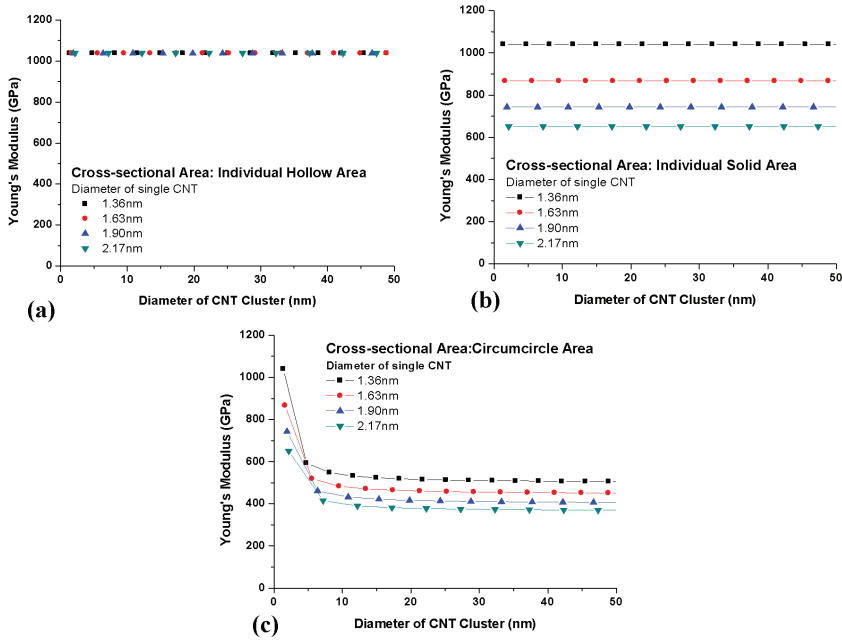 1200
1000
800
600
400
200
0
Young's Modulus (GPa)
Cross-sectional Area: Individual Hollow Area
Diameter of single CNT
1.36nm
1.63nm
1.90nm
2.17nm
0 10 20 30 40 50
Diameter of CNT Cluster (nm)
(a)
1200
1000
800
600
400
200
0
Young's Modulus (GPa)
Cross-sectional Area: Individual Solid Area
Diameter of single CNT
1.36nm
1.63nm
1.90nm
2.17nm
0 10 20 30 40 50
Diameter of CNT Cluster (nm)
(b)
1200
1000
800
600
400
200
0
Young's Modulus (GPa)
Cross-sectional Area:Circumcircle Area
Diameter of single CNT
1.36nm
1.63nm
1.90nm
2.17nm
0 10 20 30 40 50
Diameter of CNT Cluster (nm)
(c)